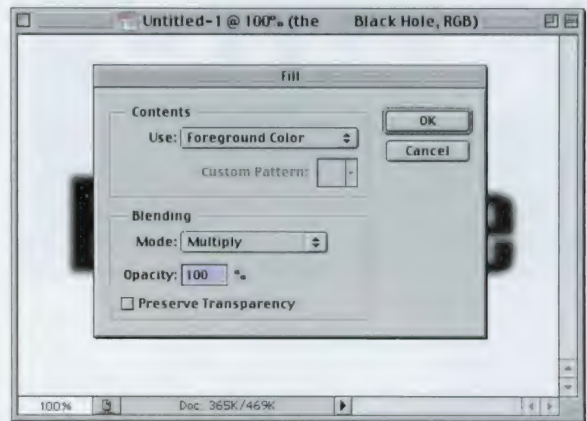 Untitled-1 @ 100% (the Black Hole, RGB)
Fill
Contents
Use: Foreground Color
Custom Pattern:
OK
Cancel
Blending
Mode: Multiply
Opacity: 100 %
Preserve Transparency
100% Doc: 365K/469K